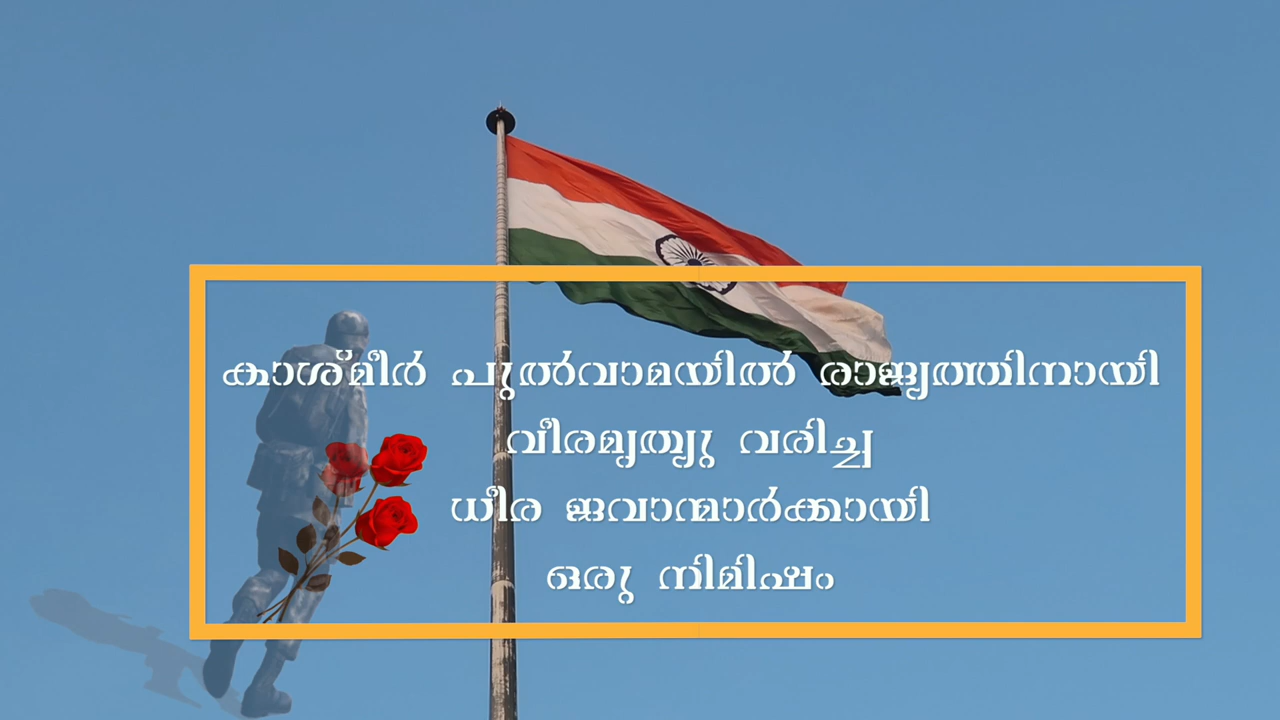 കാശ്മീർ പുൽവാമയിൽ രാജ്യത്തിനായി
വീരമൃത്യു വരിച്ച
ധീര ജവാന്മാർക്കായി
ഒരു നിമിഷം